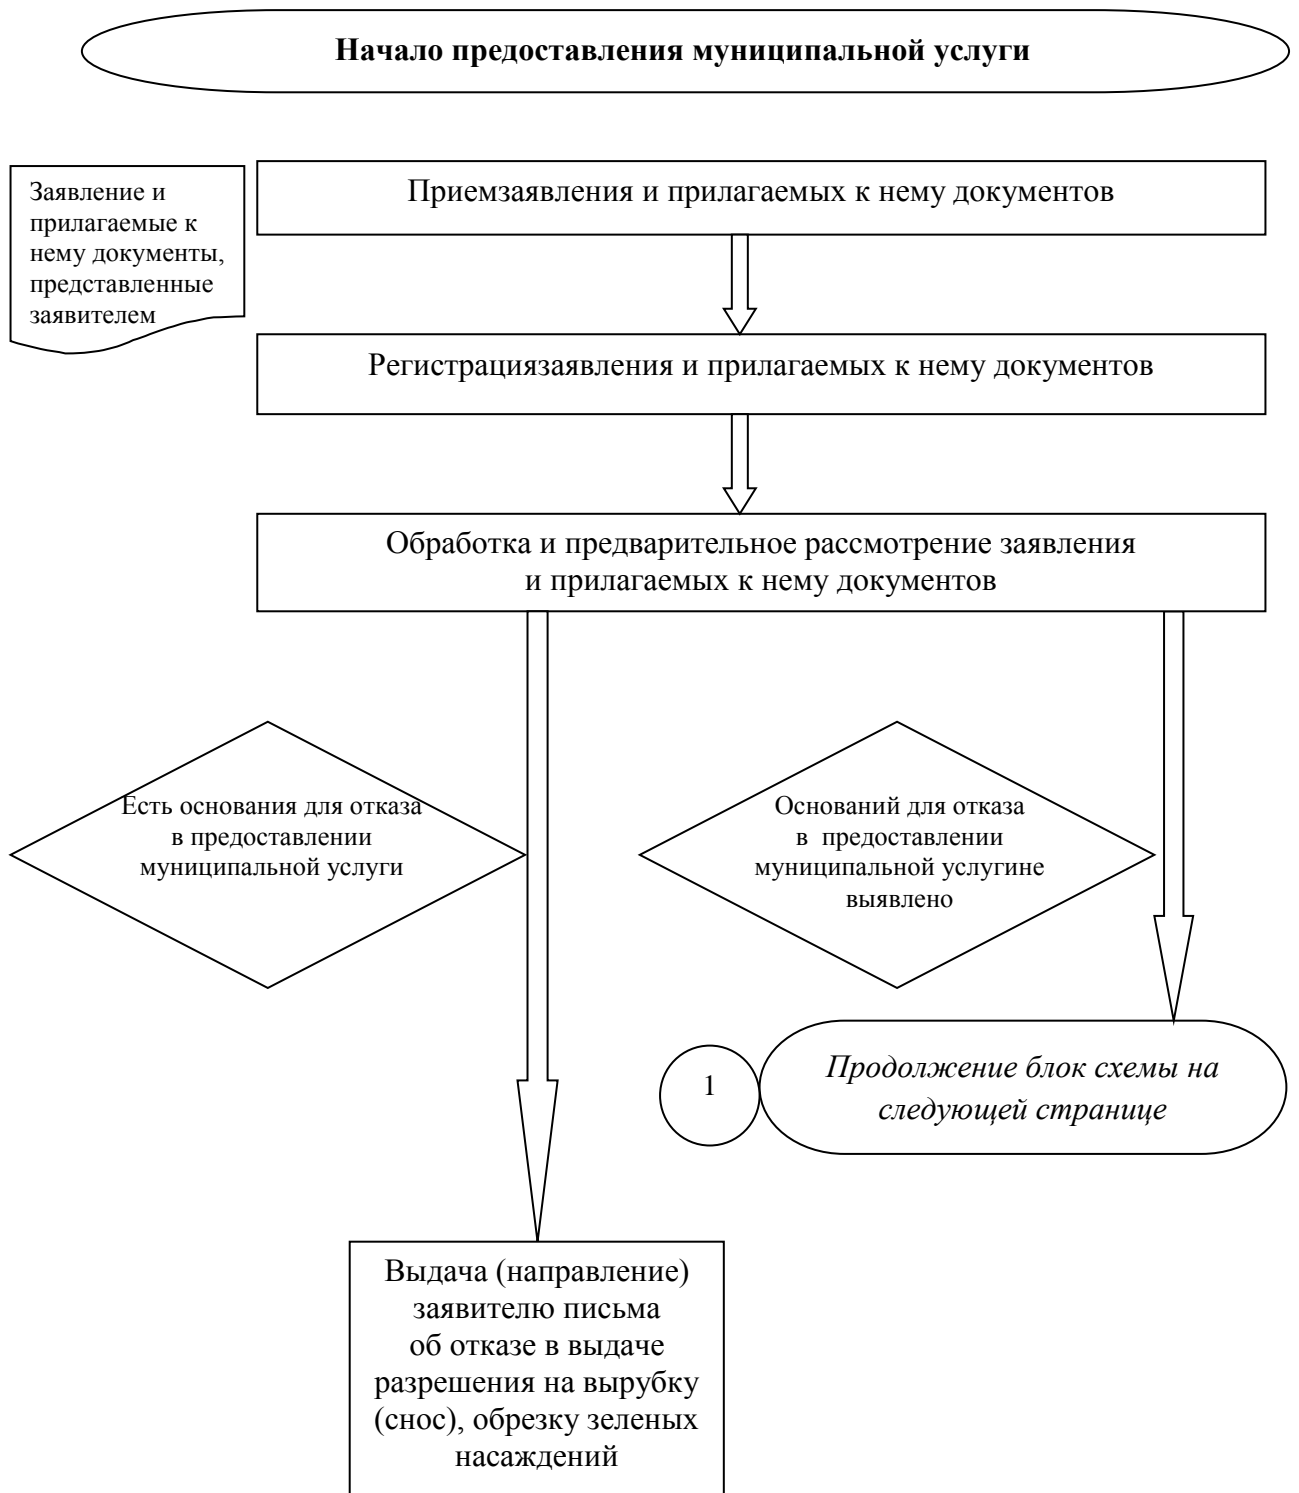 Начало предоставления муниципальной услуги
Заявление и
прилагаемые к
нему документы,
представленные
заявителем
Приемзаявления и прилагаемых к нему документов
Регистрациязаявления и прилагаемых к нему документов
Обработка и предварительное рассмотрение заявления
и прилагаемых к нему документов
Есть основания для отказа
в предоставлении
муниципальной услуги
Оснований для отказа
в предоставлении
муниципальной услугине
выявлено
1
Продолжение блок схемы на
следующей странице
Выдача (направление)
заявителю письма
об отказе в выдаче
разрешения на вырубку
(снос), обрезку зеленых
насаждений